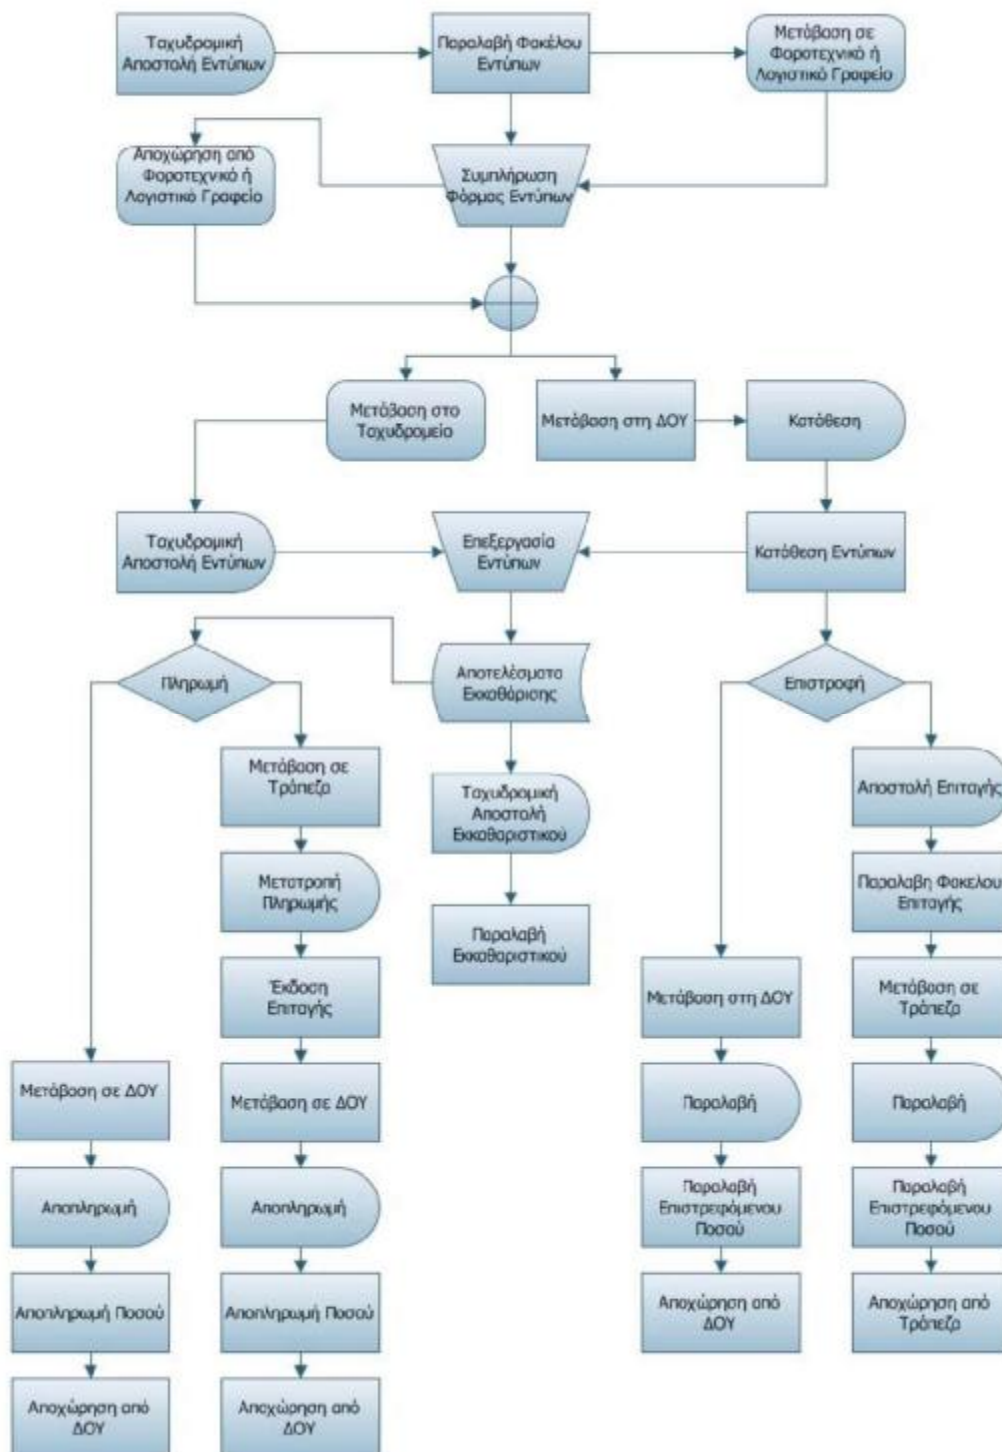 Ταχυδρομική
Αποστολή Εντύπων
Παραλαβή Φακέλου
Εντύπων
Μετάβαση σε
Φοροτεχνικό ή
Λογιστικό Γραφείο
Αποχώρηση από
Φοροτεχνικό ή
Λογιστικό Γραφείο
Συμπλήρωση
Φόρμας Εντύπων
Μετάβαση στο
Ταχυδρομείο
Μετάβαση στη ΔΟΥ
Κατάθεση
Ταχυδρομική
Αποστολή Εντύπων
Επεξεργασία
Εντύπων
Κατάθεση Εντύπων
Πληρωμή
Αποτελέσματα
Εκκαθάρισης
Επιστροφή
Μετάβαση σε
Τράπεζα
Ταχυδρομική
Αποστολή
Εκκαθαριστικού
Αποστολή Επιταγής
Μετατροπή
Πληρωμής
Παραλαβή
Εκκαθαριστικού
Παραλαβη Φακελου
Επιταγής
Έκδοση
Επιταγής
Μετάβαση στη ΔΟΥ
Μετάβαση σε
Τράπεζα
Μετάβαση σε ΔΟΥ
Μετάβαση σε ΔΟΥ
Παραλαβή
Παραλαβή
Αποπληρωμή
Αποπληρωμή
Παραλαβή
Επιστρεφόμενου
Ποσού
Παραλαβή
Επιστρεφόμενου
Ποσού
Αποπληρωμή Ποσού
Αποπληρωμή Ποσού
Αποχώρηση από
ΔΟΥ
Αποχώρηση από
Τράπεζα
Αποχώρηση από
ΔΟΥ
Αποχώρηση από
ΔΟΥ